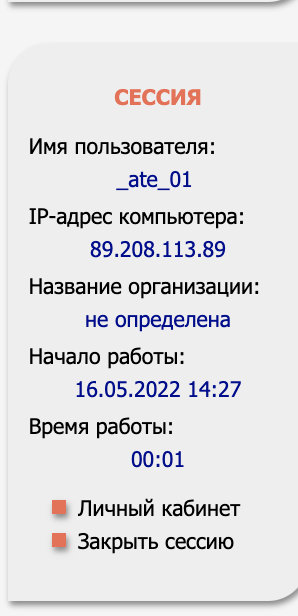 СЕССИЯ
Имя пользователя:
_ate_01
IP-адрес компьютера:
89.208.113.89
Название организации:
не определена
Начало работы:
16.05.2022 14:27
Время работы:
00:01
Личный кабинет
Закрыть сессию